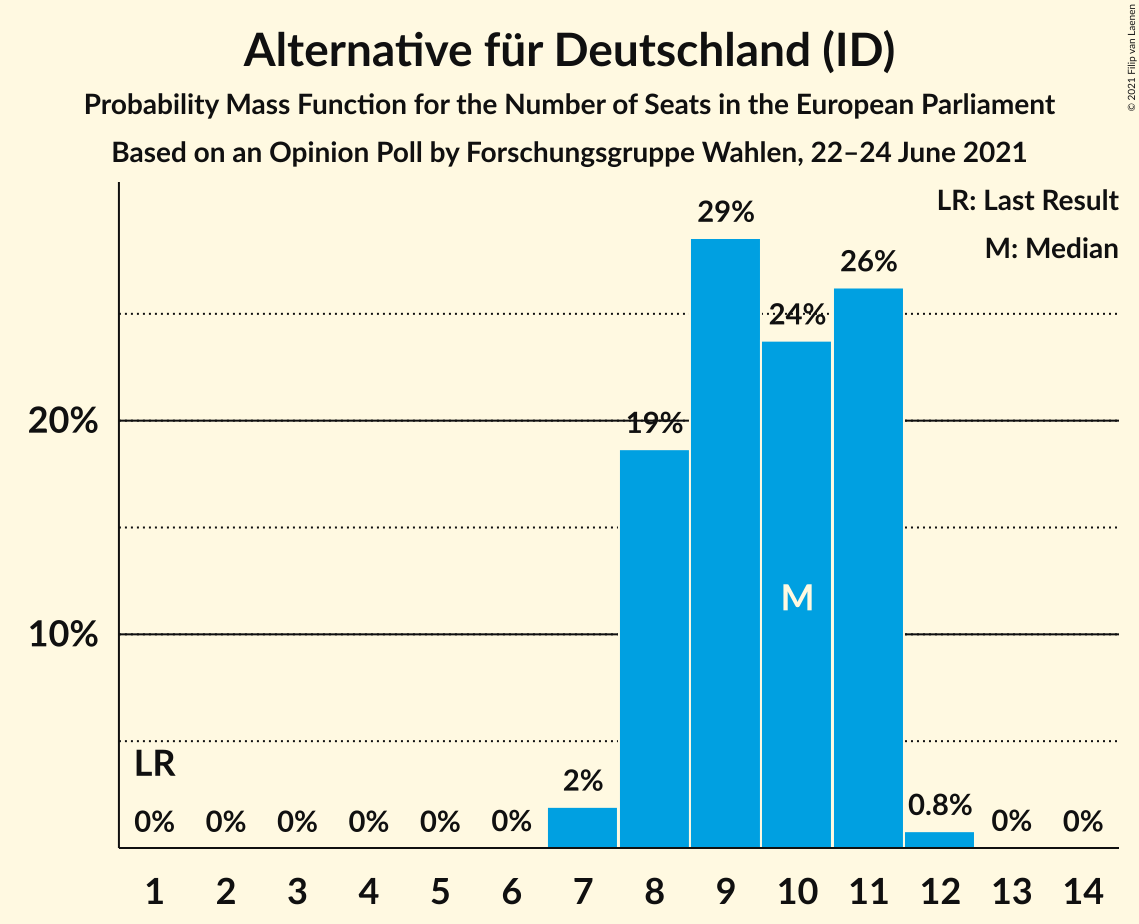 Alternative für Deutschland (ID)
Probability Mass Function for the Number of Seats in the European Parliament
Based on an Opinion Poll by Forschungsgruppe Wahlen, 22–24 June 2021
© 2021 Filip van Laenen
LR: Last Result
M: Median
29%
26%
24%
19%
20%
10%
M
LR
2%
0.8%
0% 0% 0% 0% 0% 0% 0% 0%
1 2 3 4 5 6 7 8 9 10 11 12 13 14